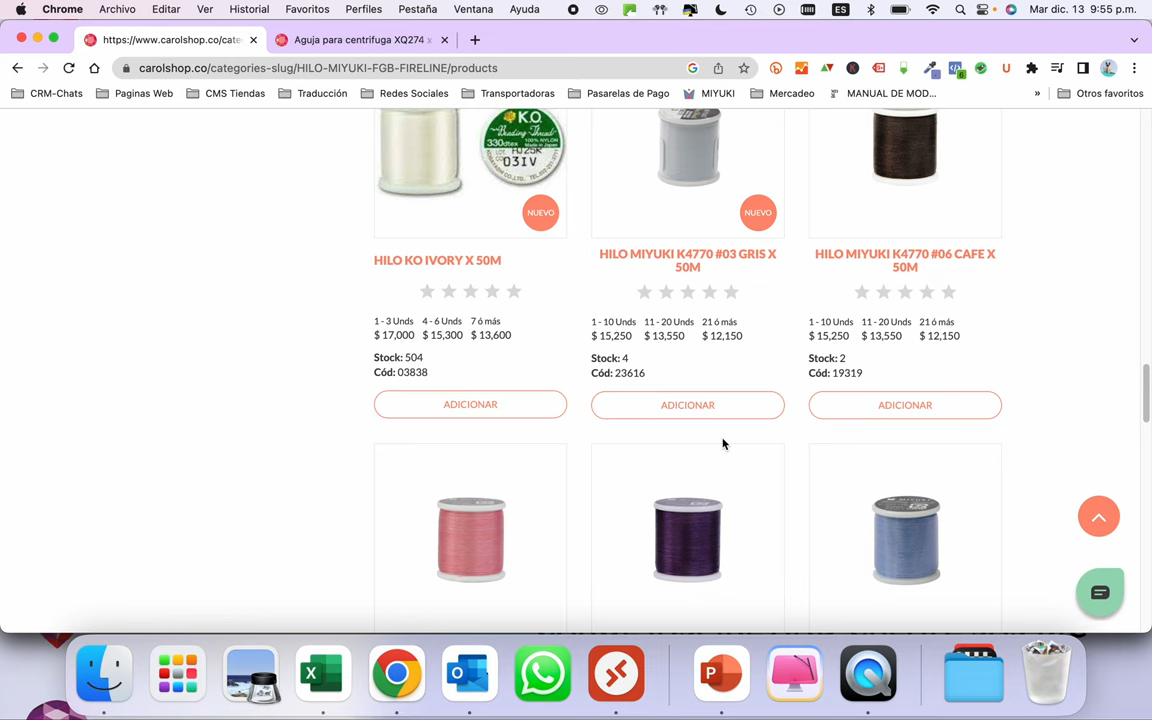 Chrome Archivo Editar Ver Historial Favoritos Perfiles Pestaña Ventana Ayuda ES Mar dic. 13 9:55 p.m.
https://www.carolshop.co/cate Aguja para centrifuga XQ274 x
carolshop.co/categories-slug/HILO-MIYUKI-FGB-FIRELINE/products
CRM-Chats Paginas Web CMS Tiendas Traducción Redes Sociales Transportadoras Pasarelas de Pago MIYUKI Mercadeo MANUAL DE MOD... » Otros favoritos
K.O.
Beading Thread
330dtex 100% NYLON
Made in Japan
03IV
NUEVO NUEVO
HILO KO IVORY X 50M
HILO MIYUKI K4770 #03 GRIS X
50M
HILO MIYUKI K4770 #06 CAFE X
50M
1 - 3 Unds 4 - 6 Unds 7 ó más
$ 17,000 $ 15,300 $ 13,600
1 - 10 Unds 11 - 20 Unds 21 ó más
$ 15,250 $ 13,550 $ 12,150
1 - 10 Unds 11 - 20 Unds 21 ó más
$ 15,250 $ 13,550 $ 12,150
Stock: 504
Cód: 03838
Stock: 4
Cód: 23616
Stock: 2
Cód: 19319
ADICIONAR ADICIONAR ADICIONAR